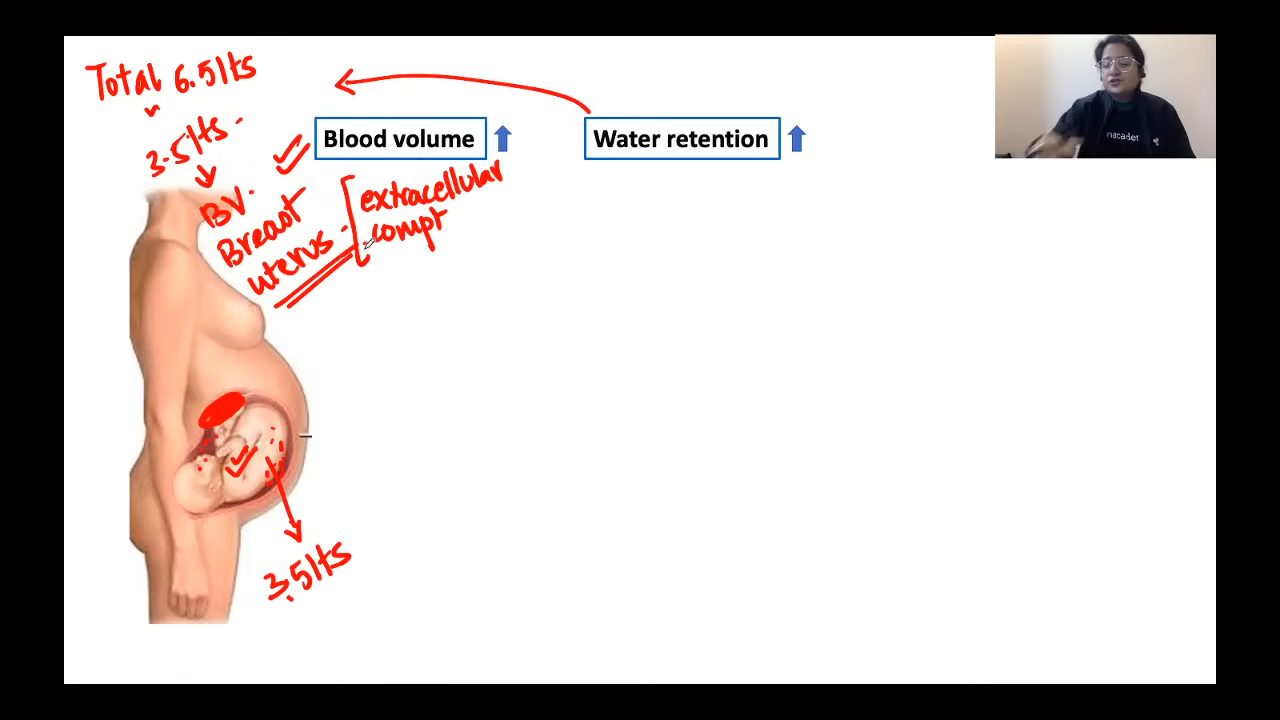 Total 6.5lts
3.5lts
BV.
Breast
uterus
extracellular
compt
Blood volume
Water retention
3.5lts